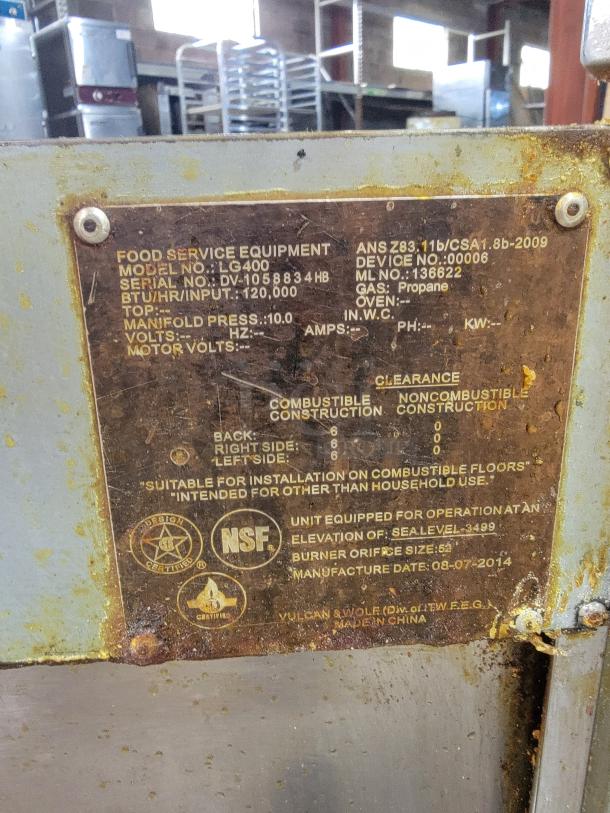 FOOD SERVICE EQUIPMENT
MODEL NO.: LG400
SERIAL NO.: DV-1058834HB
BTU/HR/INPUT.: 120,000
TOP:--
MANIFOLD PRESS.:10.0 IN.W.C.
VOLTS:-- HZ:-- AMPS:-- PH:-- KW:--
MOTOR VOLTS:--
ANS Z83.11b/CSA1.8b-2009
DEVICE NO.:00006
ML NO.: 136622
GAS: Propane
OVEN:--
CLEARANCE
COMBUSTIBLE CONSTRUCTION
NONCOMBUSTIBLE CONSTRUCTION
BACK: 6 0
RIGHT SIDE: 6 0
LEFT SIDE: 6 0
"SUITABLE FOR INSTALLATION ON COMBUSTIBLE FLOORS"
"INTENDED FOR OTHER THAN HOUSEHOLD USE."
DESIGN CERTIFIED ®
NSF®
CERTIFIED
UNIT EQUIPPED FOR OPERATION AT AN
ELEVATION OF: SEA LEVEL-3499
BURNER ORIFICE SIZE:52
MANUFACTURE DATE: 08-07-2014
VULCAN & WOLF (Div. of ITW F.E.G.)
MADE IN CHINA